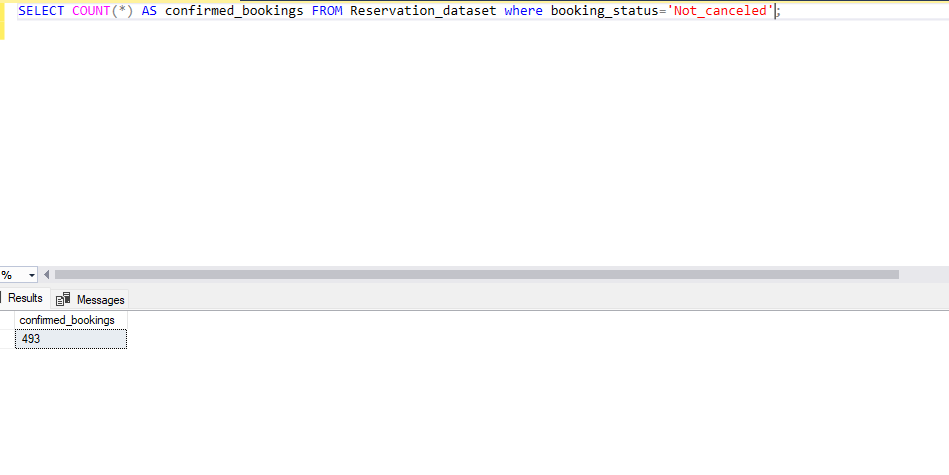 SELECT COUNT(*) AS confirmed_bookings FROM Reservation_dataset where booking_status='Not_canceled';
%
Results Messages
confirmed_bookings
493